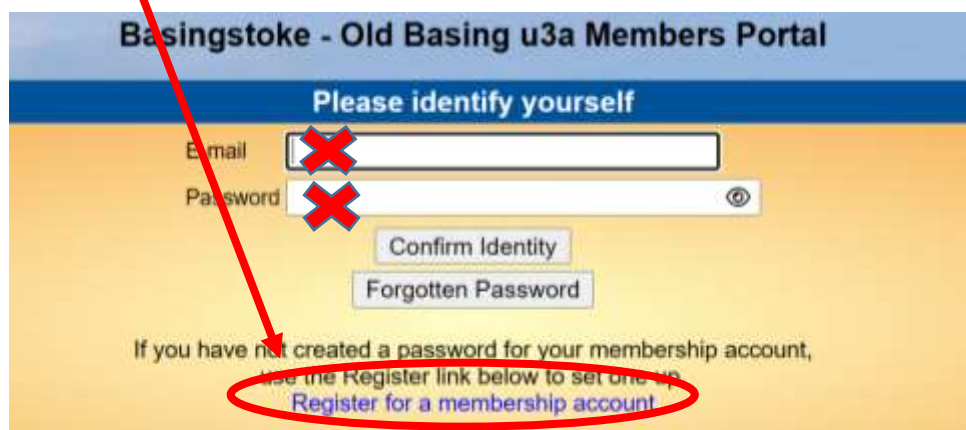 Basingstoke - Old Basing u3a Members Portal
Please identify yourself
E-mail
Password
Confirm Identity
Forgotten Password
If you have not created a password for your membership account,
use the Register link below to set one up
Register for a membership account